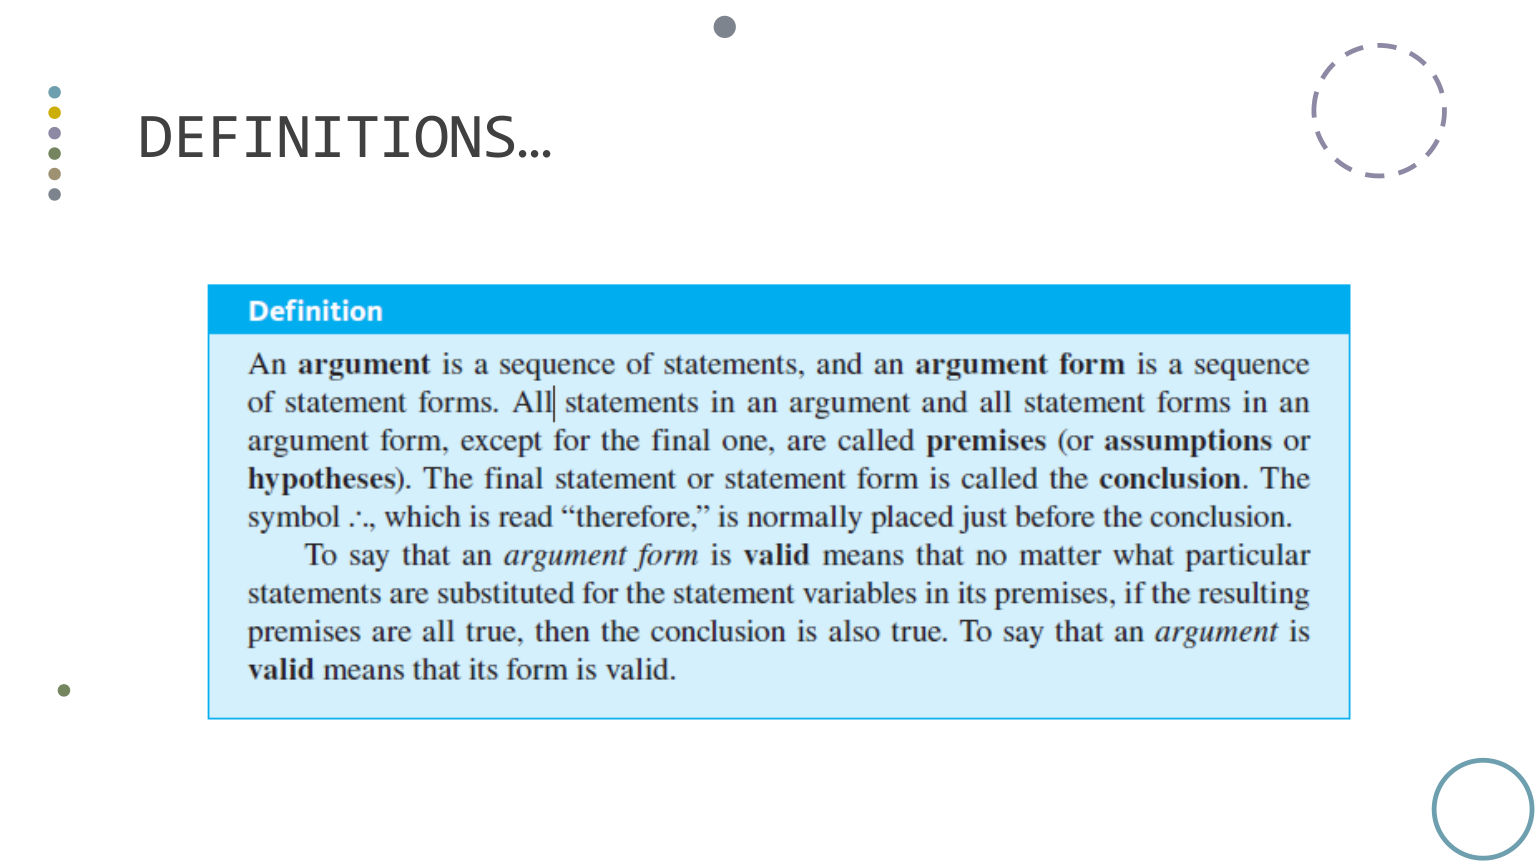 DEFINITIONS…
Definition
An argument is a sequence of statements, and an argument form is a sequence
of statement forms. All statements in an argument and all statement forms in an
argument form, except for the final one, are called premises (or assumptions or
hypotheses). The final statement or statement form is called the conclusion. The
symbol ∴, which is read “therefore,” is normally placed just before the conclusion.
To say that an argument form is valid means that no matter what particular
statements are substituted for the statement variables in its premises, if the resulting
premises are all true, then the conclusion is also true. To say that an argument is
valid means that its form is valid.